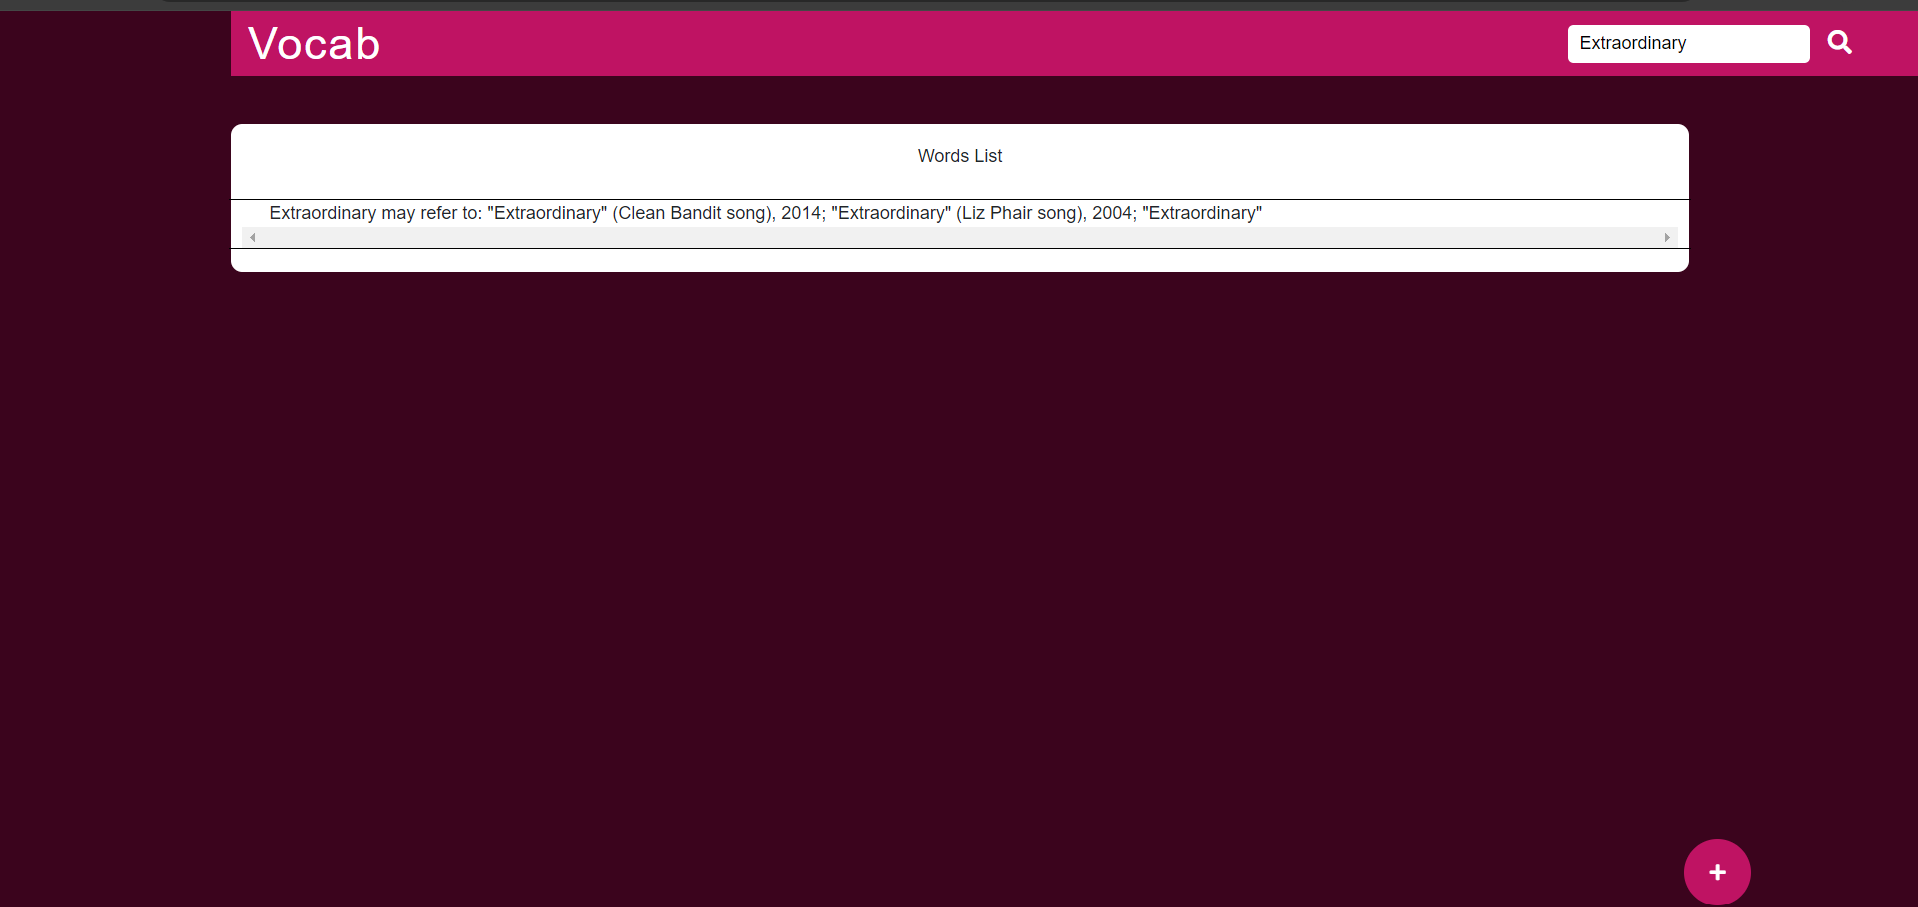 Vocab
Extraordinary
Words List
Extraordinary may refer to: "Extraordinary" (Clean Bandit song), 2014; "Extraordinary" (Liz Phair song), 2004; "Extraordinary"